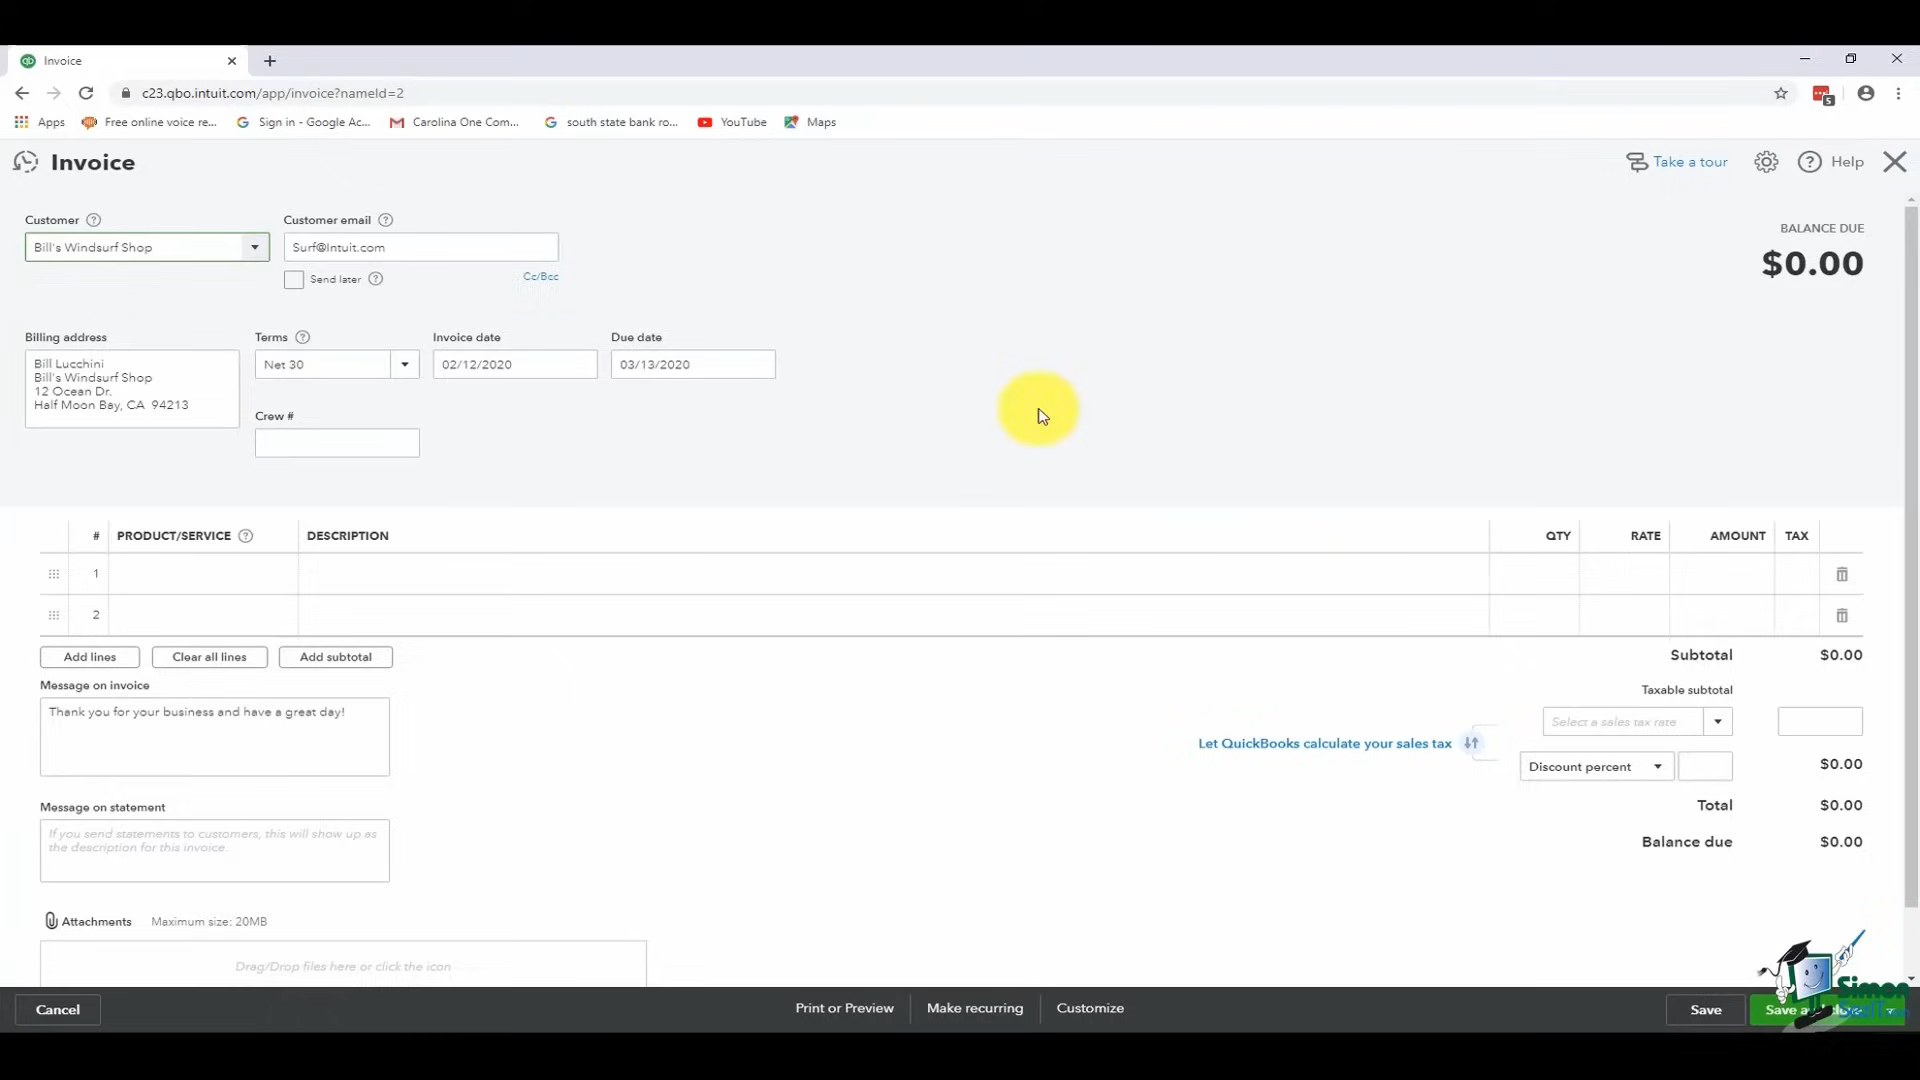 Invoice
c23.qbo.intuit.com/app/invoice?nameId=2
5
Apps
Free online voice re...
Sign in - Google Ac...
Carolina One Com...
south state bank ro...
YouTube
Maps
Invoice
Take a tour
Help
Customer
Customer email
BALANCE DUE
Bill's Windsurf Shop
Surf@Intuit.com
$0.00
Send later
Cc/Bcc
Billing address
Terms
Invoice date
Due date
Bill Lucchini
Bill's Windsurf Shop
12 Ocean Dr.
Half Moon Bay, CA 94213
Net 30
02/12/2020
03/13/2020
Crew #
# PRODUCT/SERVICE DESCRIPTION QTY RATE AMOUNT TAX
1
2
Add lines
Clear all lines
Add subtotal
Subtotal $0.00
Message on invoice
Taxable subtotal
Thank you for your business and have a great day!
Select a sales tax rate
Let QuickBooks calculate your sales tax
Discount percent
$0.00
Message on statement
Total $0.00
If you send statements to customers, this will show up as
the description for this invoice.
Balance due $0.00
Attachments
Maximum size: 20MB
Drag/Drop files here or click the icon
Cancel
Print or Preview
Make recurring
Customize
Save
Simon